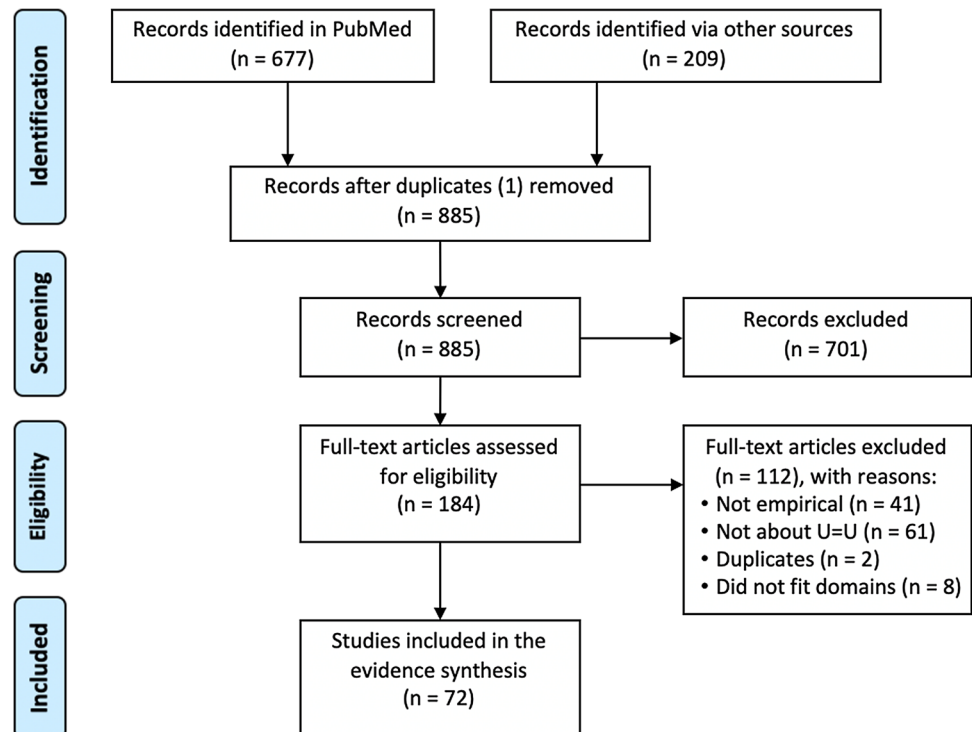 Identification
Records identified in PubMed
(n = 677)
Records identified via other sources
(n = 209)
Records after duplicates (1) removed
(n = 885)
Screening
Records screened
(n = 885)
Records excluded
(n = 701)
Eligibility
Full-text articles assessed
for eligibility
(n = 184)
Full-text articles excluded
(n = 112), with reasons:
• Not empirical (n = 41)
• Not about U=U (n = 61)
• Duplicates (n = 2)
• Did not fit domains (n = 8)
Included
Studies included in the
evidence synthesis
(n = 72)